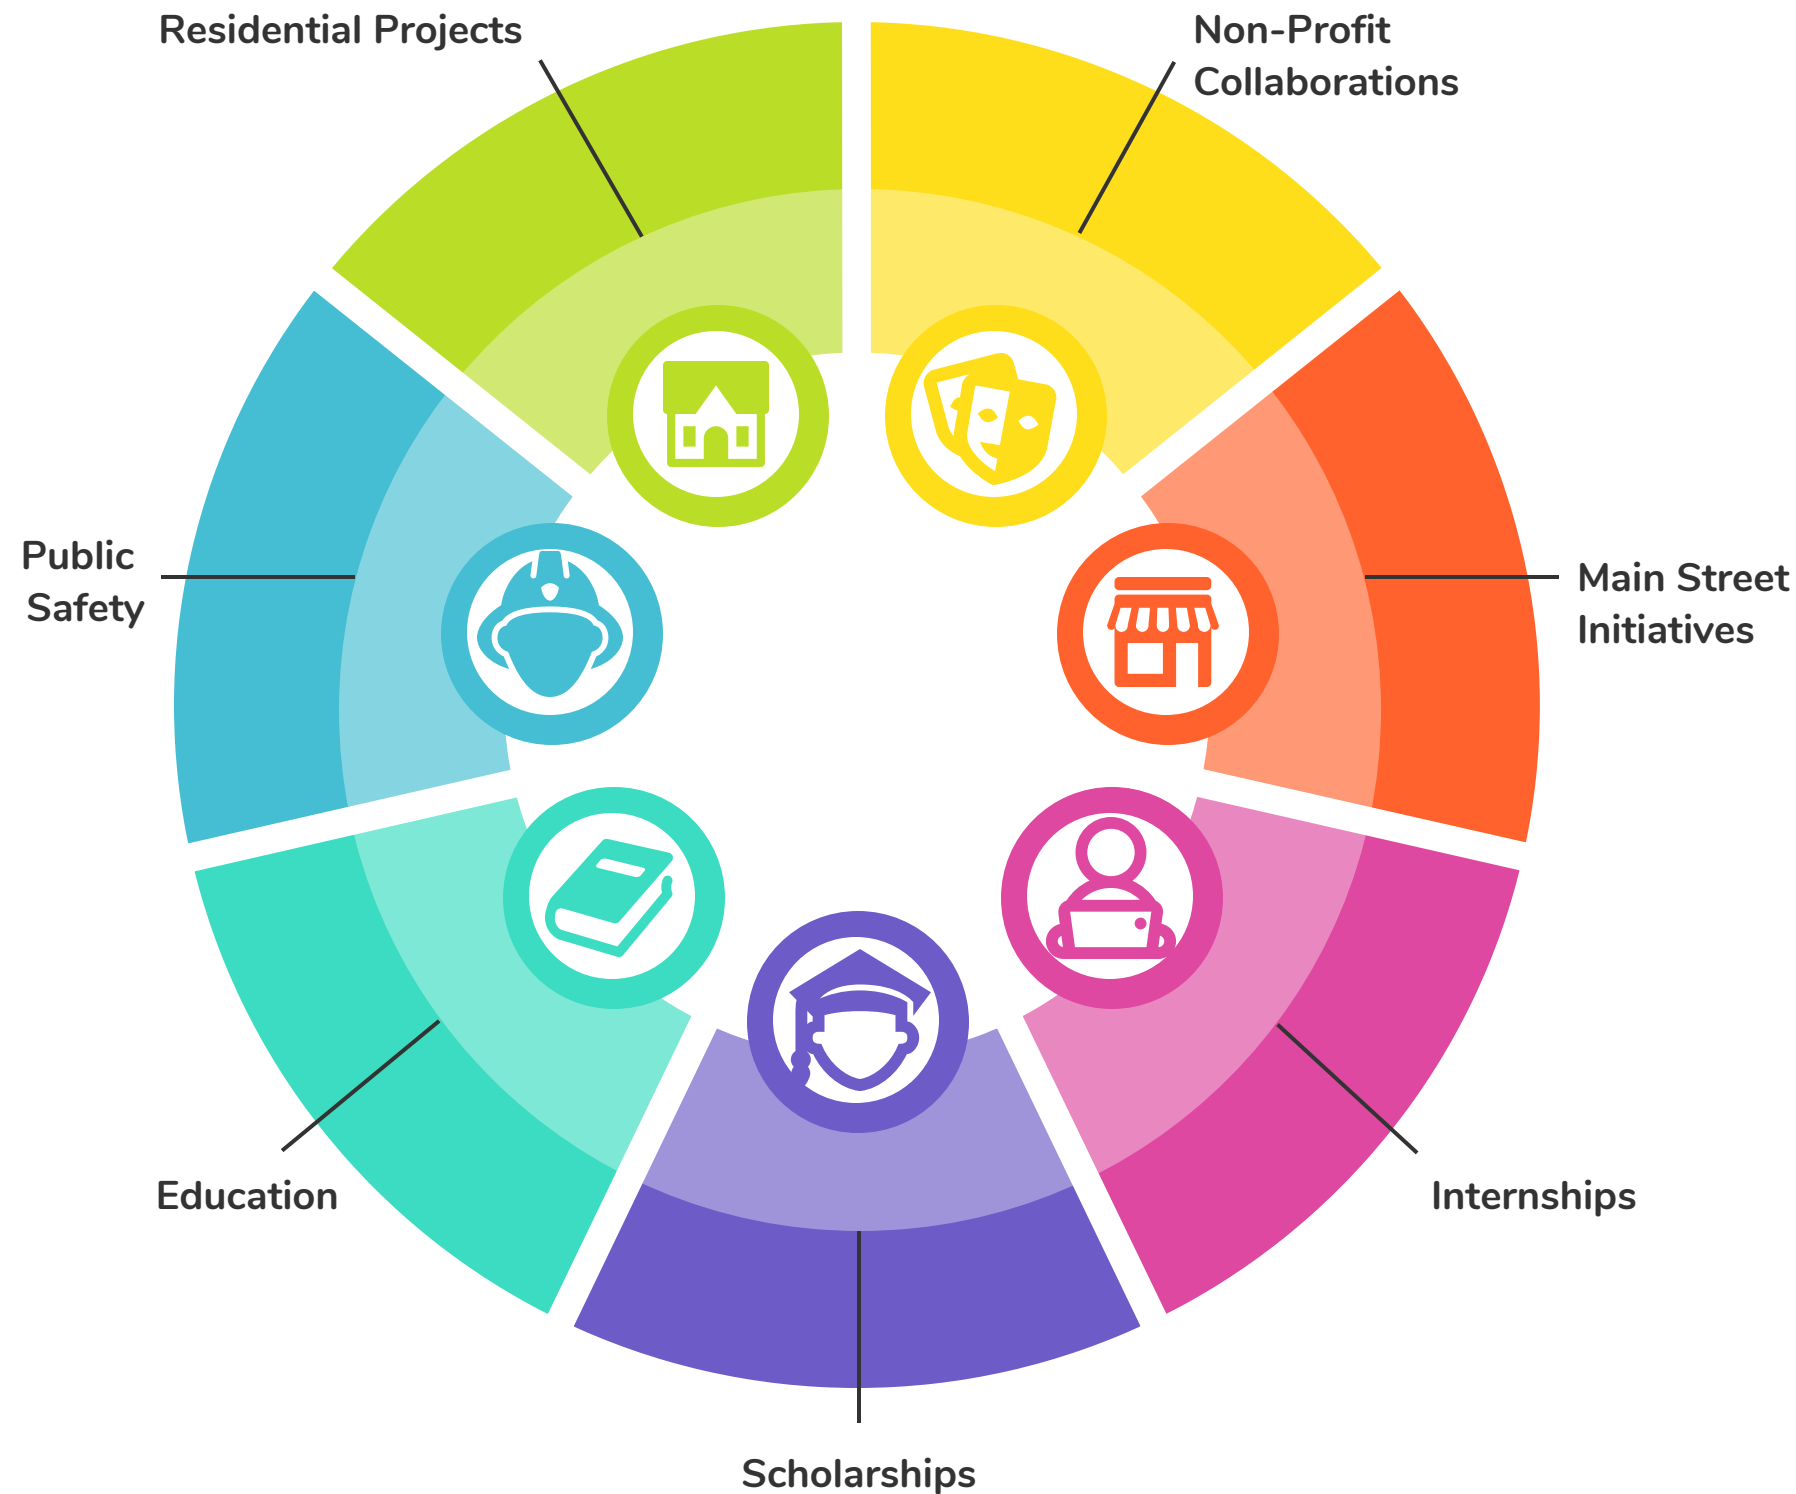 Residential Projects
Non-Profit
Collaborations
Public
Safety
Main Street
Initiatives
Education
Internships
Scholarships